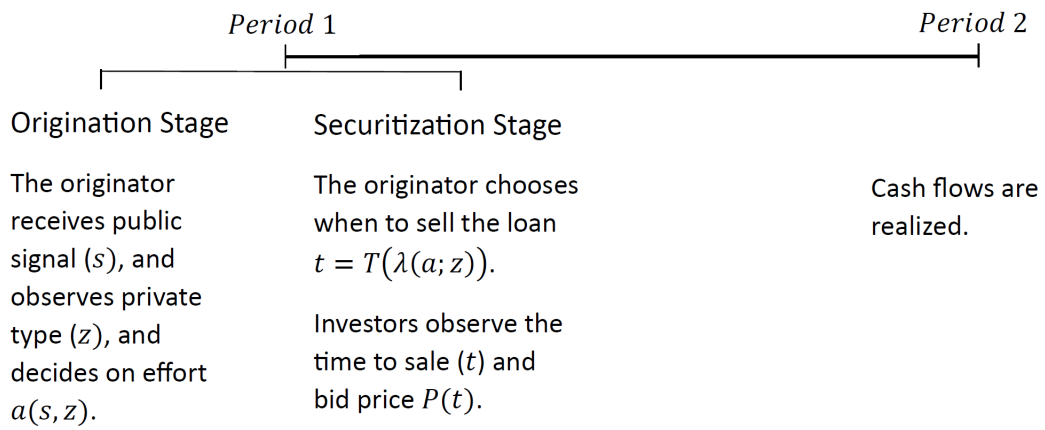 Period 1
Period 2
Origination Stage
The originator
receives public
signal (s), and
observes private
type (z), and
decides on effort
a(s, z).
Securitization Stage
The originator chooses
when to sell the loan
t = T(λ(a; z)).
Investors observe the
time to sale (t) and
bid price P(t).
Cash flows are
realized.